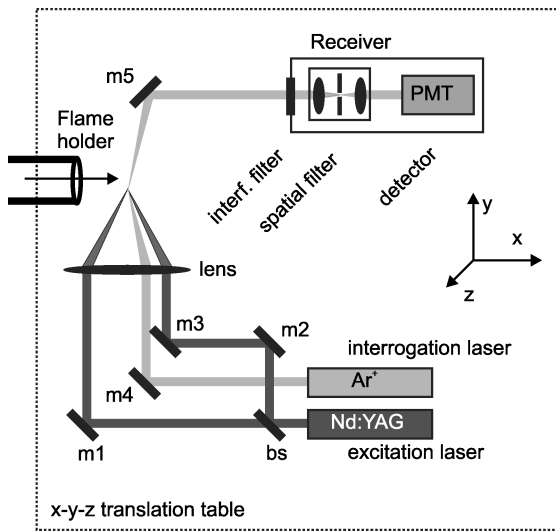 Receiver
m5
PMT
Flame
holder
interf. filter
spatial filter
detector
y
x
z
lens
m3
m2
interrogation laser
m4
Ar+
Nd:YAG
m1
bs
excitation laser
x-y-z translation table